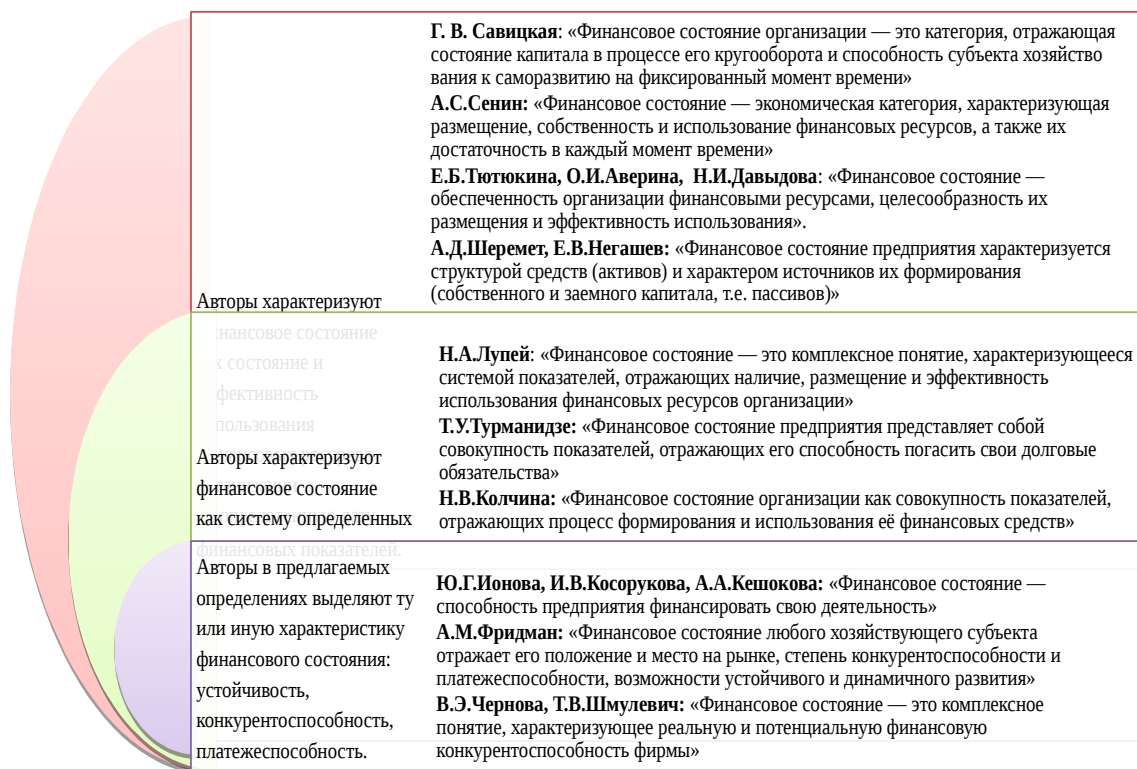 Г. В. Савицкая: «Финансовое состояние организации — это категория, отражающая
состояние капитала в процессе его кругооборота и способность субъекта хозяйство
вания к саморазвитию на фиксированный момент времени»
А.С.Сенин: «Финансовое состояние — экономическая категория, характеризующая
размещение, собственность и использование финансовых ресурсов, а также их
достаточность в каждый момент времени»
Е.Б.Тютюкина, О.И.Аверина, Н.И.Давыдова: «Финансовое состояние —
обеспеченность организации финансовыми ресурсами, целесообразность их
размещения и эффективность использования».
А.Д.Шеремет, Е.В.Негашев: «Финансовое состояние предприятия характеризуется
структурой средств (активов) и характером источников их формирования
(собственного и заемного капитала, т.е. пассивов)»
Авторы характеризуют
нансовое состояние
состояние и
фективность
пользования
Н.А.Лупей: «Финансовое состояние — это комплексное понятие, характеризующееся
системой показателей, отражающих наличие, размещение и эффективность
использования финансовых ресурсов организации»
Т.У.Турманидзе: «Финансовое состояние предприятия представляет собой
совокупность показателей, отражающих его способность погасить свои долговые
обязательства»
Н.В.Колчина: «Финансовое состояние организации как совокупность показателей,
отражающих процесс формирования и использования её финансовых средств»
Авторы характеризуют
финансовое состояние
как систему определенных
финансовых показателей.
Авторы в предлагаемых
определениях выделяют ту
или иную характеристику
финансового состояния:
устойчивость,
конкурентоспособность,
платежеспособность.
Ю.Г.Ионова, И.В.Косорукова, А.А.Кешокова: «Финансовое состояние —
способность предприятия финансировать свою деятельность»
А.М.Фридман: «Финансовое состояние любого хозяйствующего субъекта
отражает его положение и место на рынке, степень конкурентоспособности и
платежеспособности, возможности устойчивого и динамичного развития»
В.Э.Чернова, Т.В.Шмулевич: «Финансовое состояние — это комплексное
понятие, характеризующее реальную и потенциальную финансовую
конкурентоспособность фирмы»